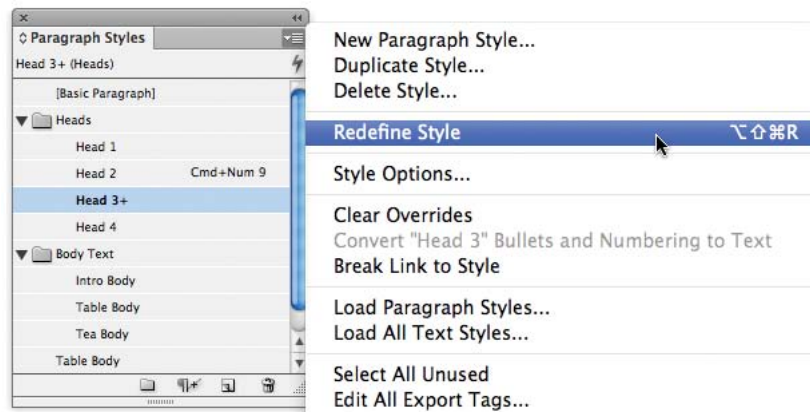 Paragraph Styles
Head 3+ (Heads)
[Basic Paragraph]
Heads
Head 1
Head 2 Cmd+Num 9
Head 3+
Head 4
Body Text
Intro Body
Table Body
Tea Body
Table Body
New Paragraph Style...
Duplicate Style...
Delete Style...
Redefine Style ⌥⇧⌘R
Style Options...
Clear Overrides
Convert "Head 3" Bullets and Numbering to Text
Break Link to Style
Load Paragraph Styles...
Load All Text Styles...
Select All Unused
Edit All Export Tags...